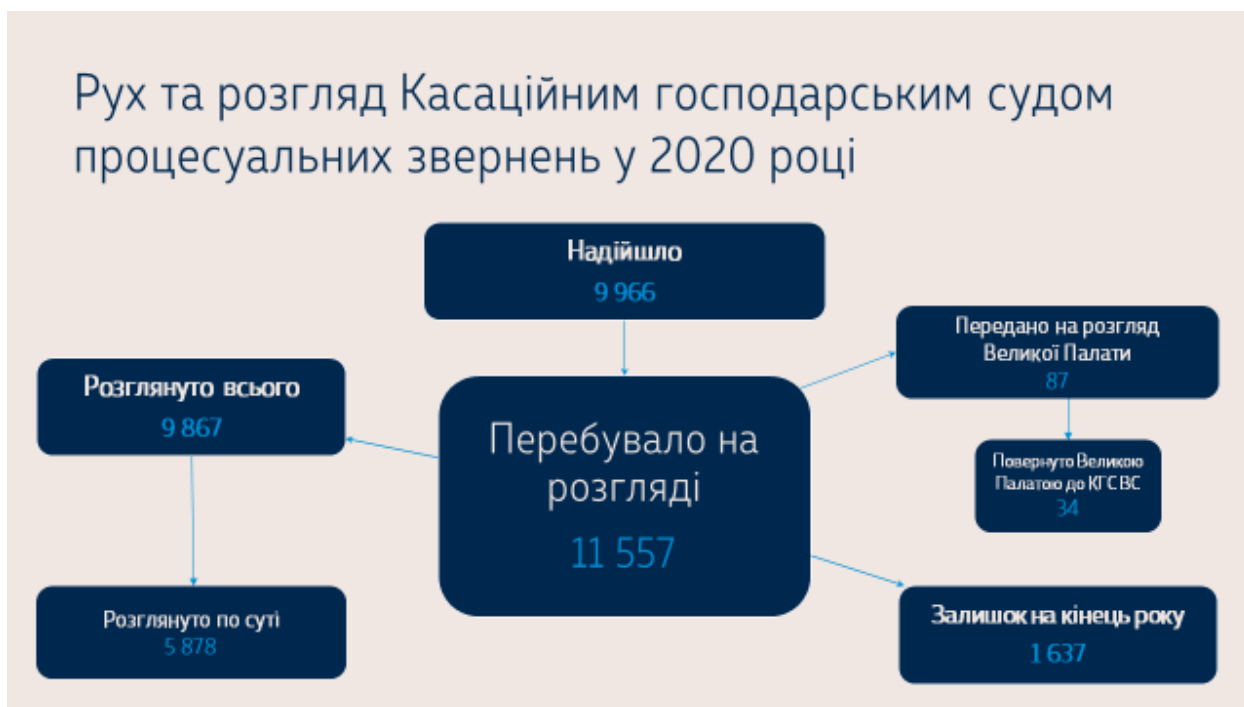 Рух та розгляд Касаційним господарським судом
процесуальних звернень у 2020 році
Надійшло
9 966
Передано на розгляд
Великої Палати
87
Розглянуто всього
9 867
Перебувало на
розгляді
11 557
Повернуто Великою
Палатою до КГС ВС
34
Розглянуто по суті
5 878
Залишок на кінець року
1 637